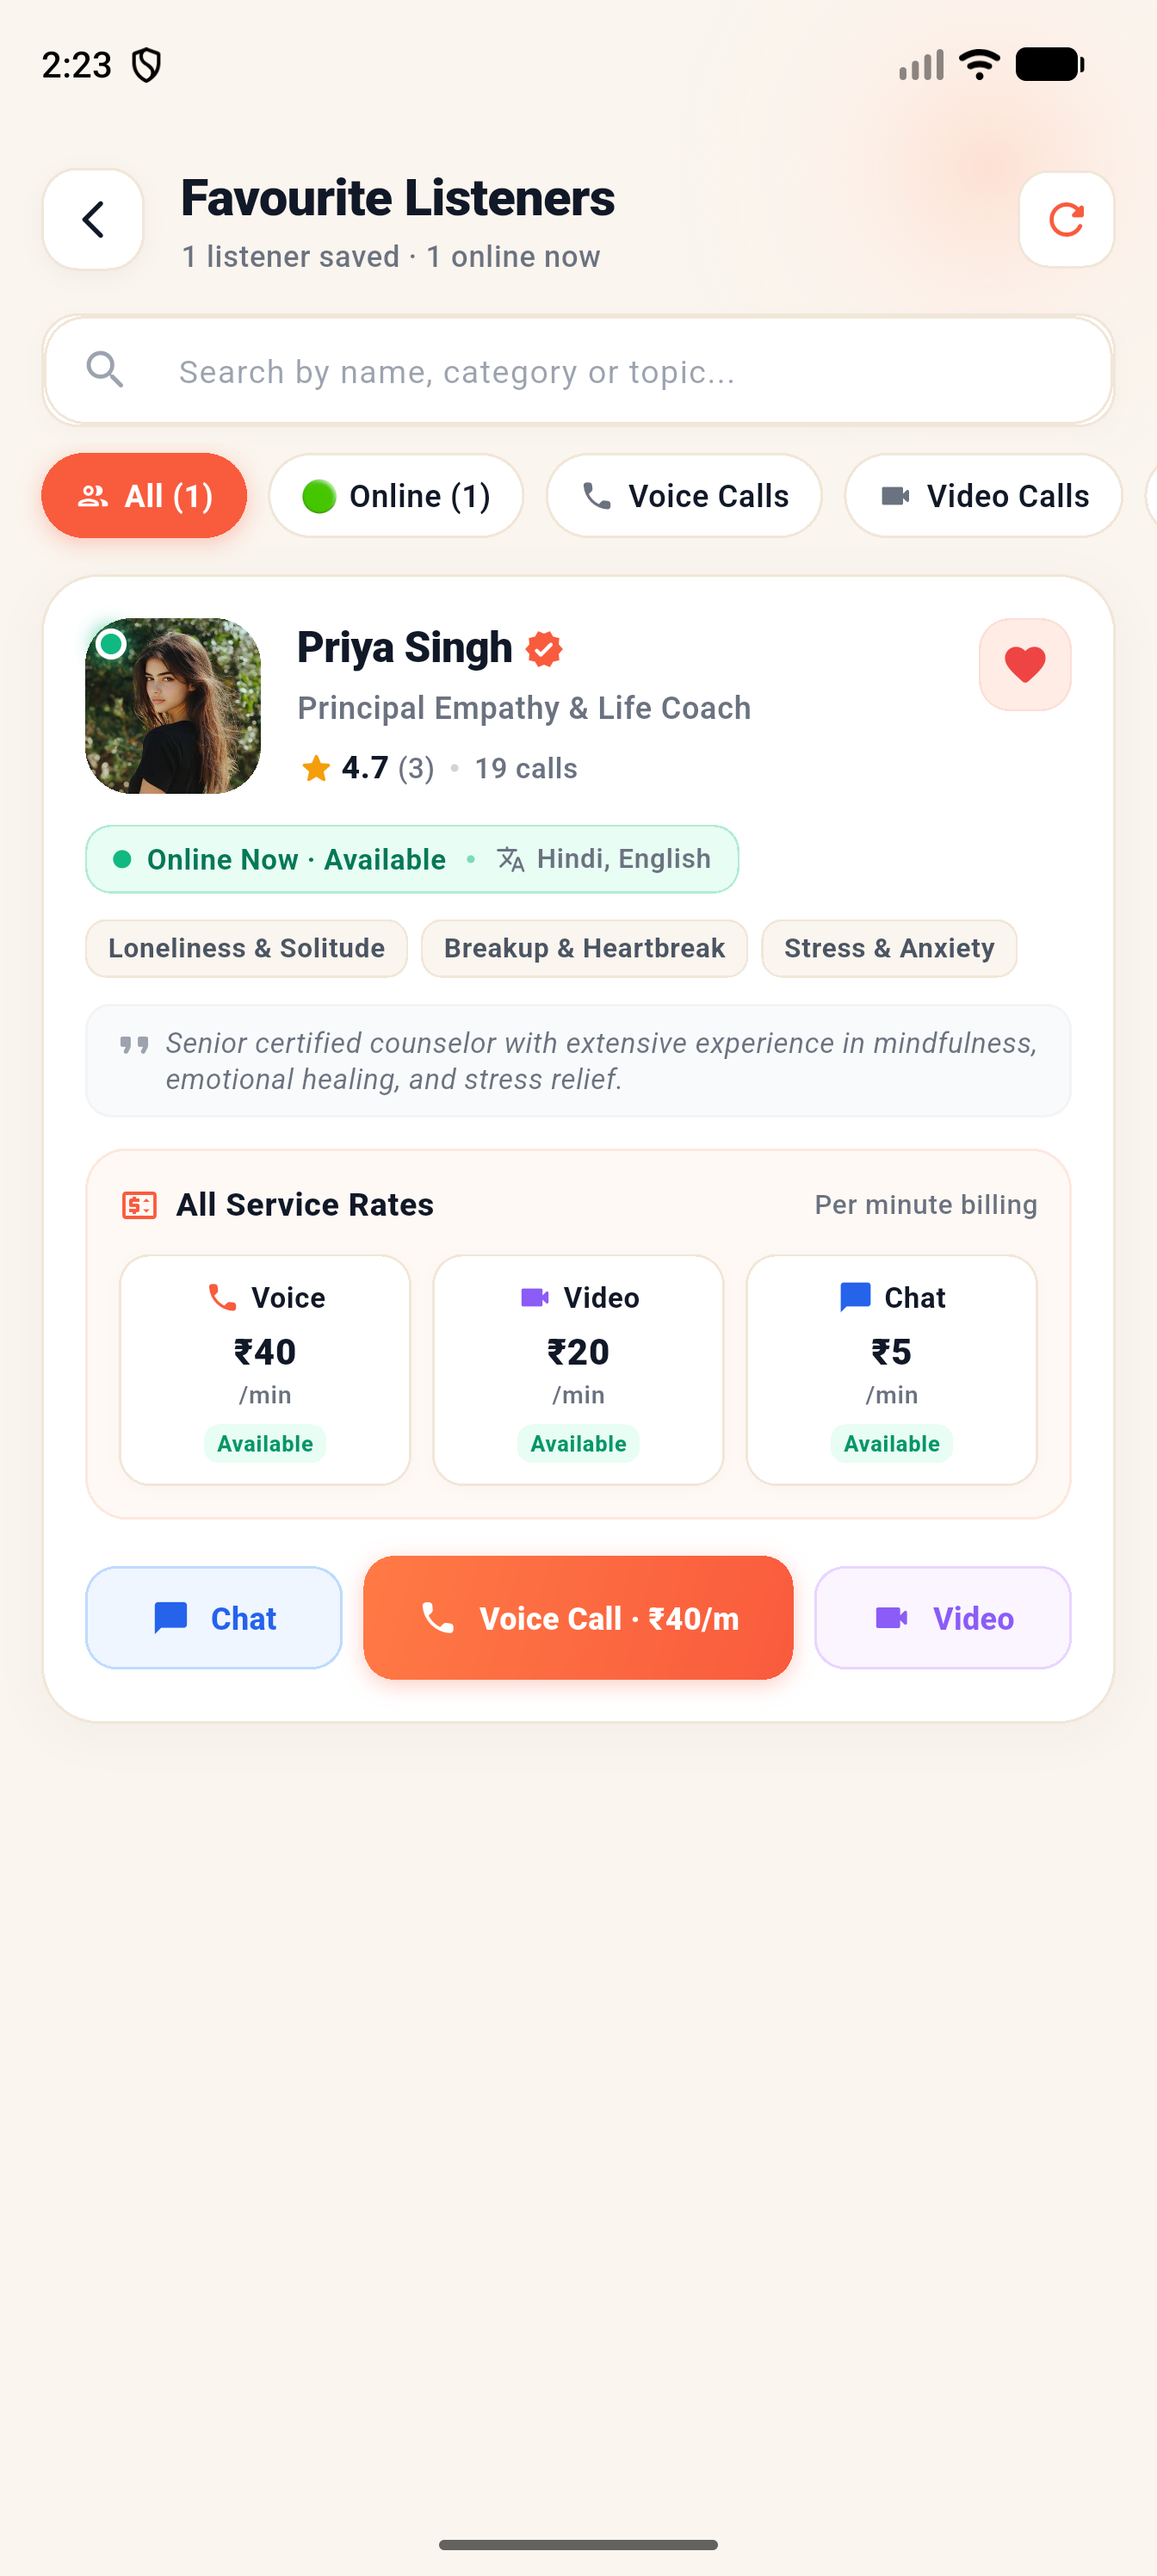 2:23
Favourite Listeners
1 listener saved · 1 online now
Search by name, category or topic...
All (1)
Online (1)
Voice Calls
Video Calls
Priya Singh
Principal Empathy & Life Coach
4.7 (3) • 19 calls
Online Now · Available • Hindi, English
Loneliness & Solitude
Breakup & Heartbreak
Stress & Anxiety
Senior certified counselor with extensive experience in mindfulness,
emotional healing, and stress relief.
All Service Rates
Per minute billing
Voice
₹40
/min
Available
Video
₹20
/min
Available
Chat
₹5
/min
Available
Chat
Voice Call · ₹40/m
Video